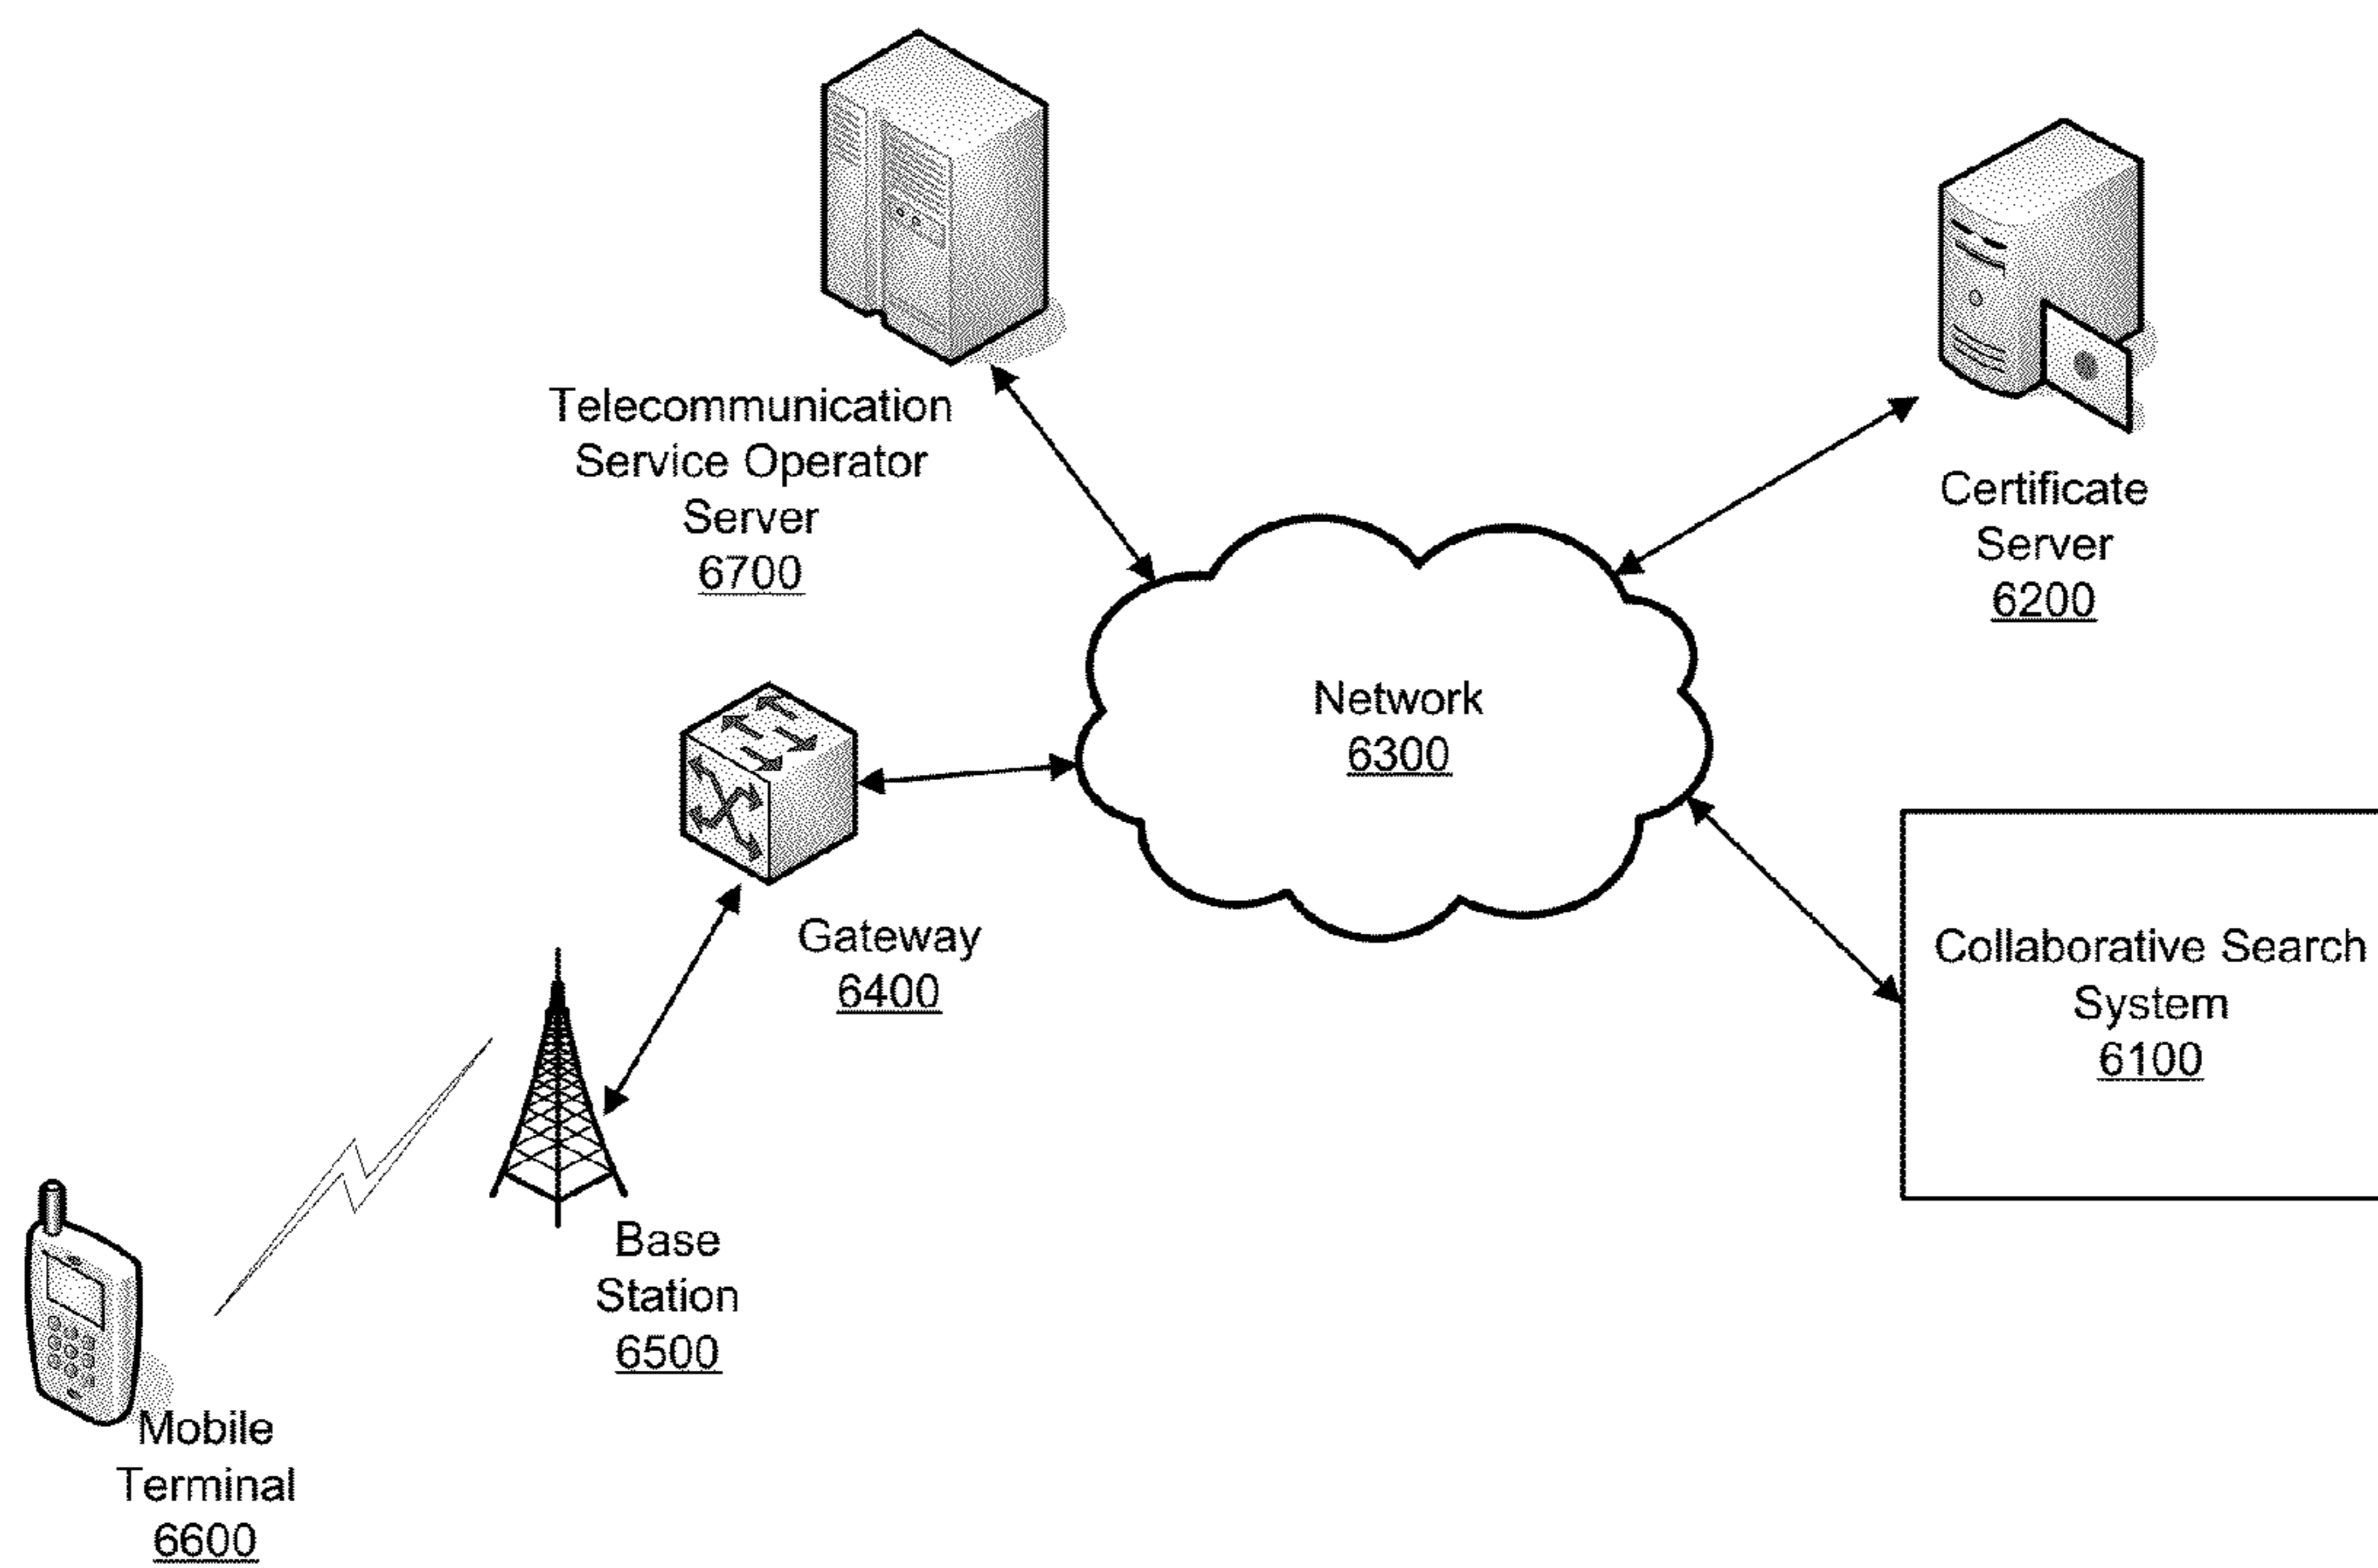 Telecommunication
Service Operator
Server
6700
Certificate
Server
6200
Network
6300
Gateway
6400
Collaborative Search
System
6100
Base
Station
6500
Mobile
Terminal
6600